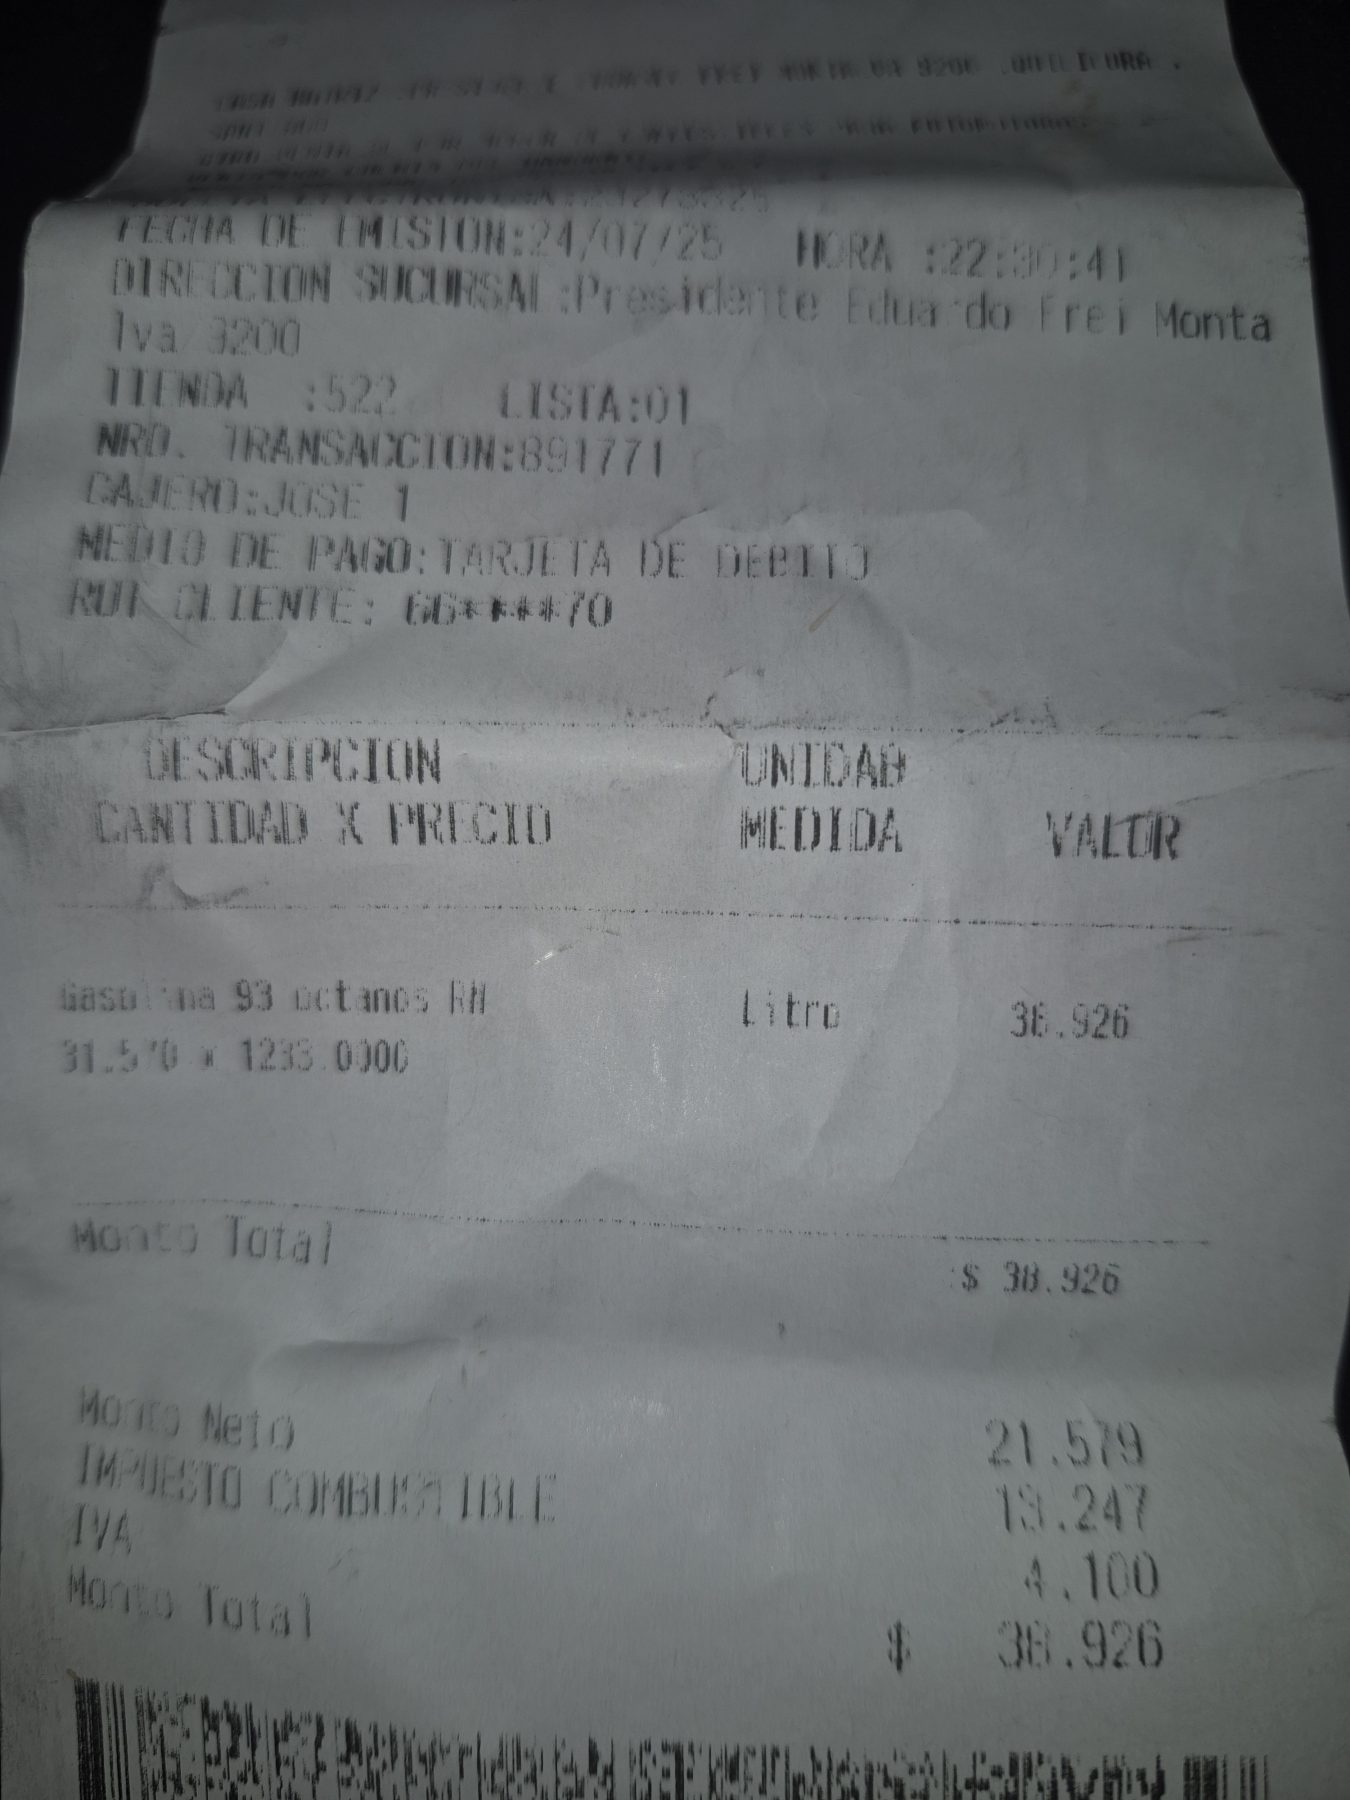 FECHA DE EMISION:24/07/25 HORA :22:30:41
DIRECCION SUCURSAL:Presidente Eduardo Frei Monta
lva 3200
TIENDA :522 LISTA:01
NRO. TRANSACCION:891771
CAJERO:JOSE 1
MEDIO DE PAGO:TARJETA DE DEBITO
RUT CLIENTE: 66*****70
DESCRIPCION UNIDAD
CANTIDAD X PRECIO MEDIDA VALOR
Gasolina 93 octanos RM Litro 38.926
31.570 x 1233.0000
Monto Total
:$ 38.926
Monto Neto 21.579
IMPUESTO COMBUSTIBLE 13.247
IVA 4.100
Monto Total $ 38.926